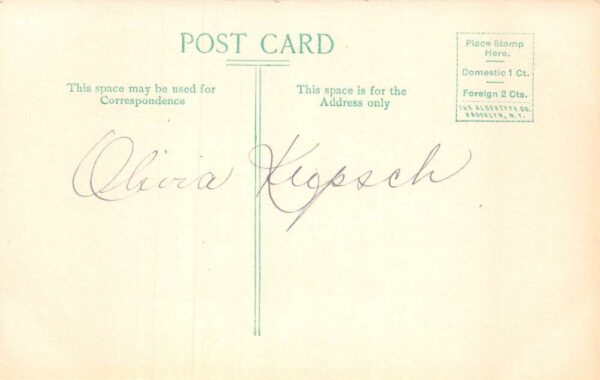 POST CARD
This space may be used for
Correspondence
This space is for the
Address only
Place Stamp
Here.
Domestic 1 Ct.
Foreign 2 Cts.
THE ALBERTYPE CO.
BROOKLYN, N.Y.
Olivia